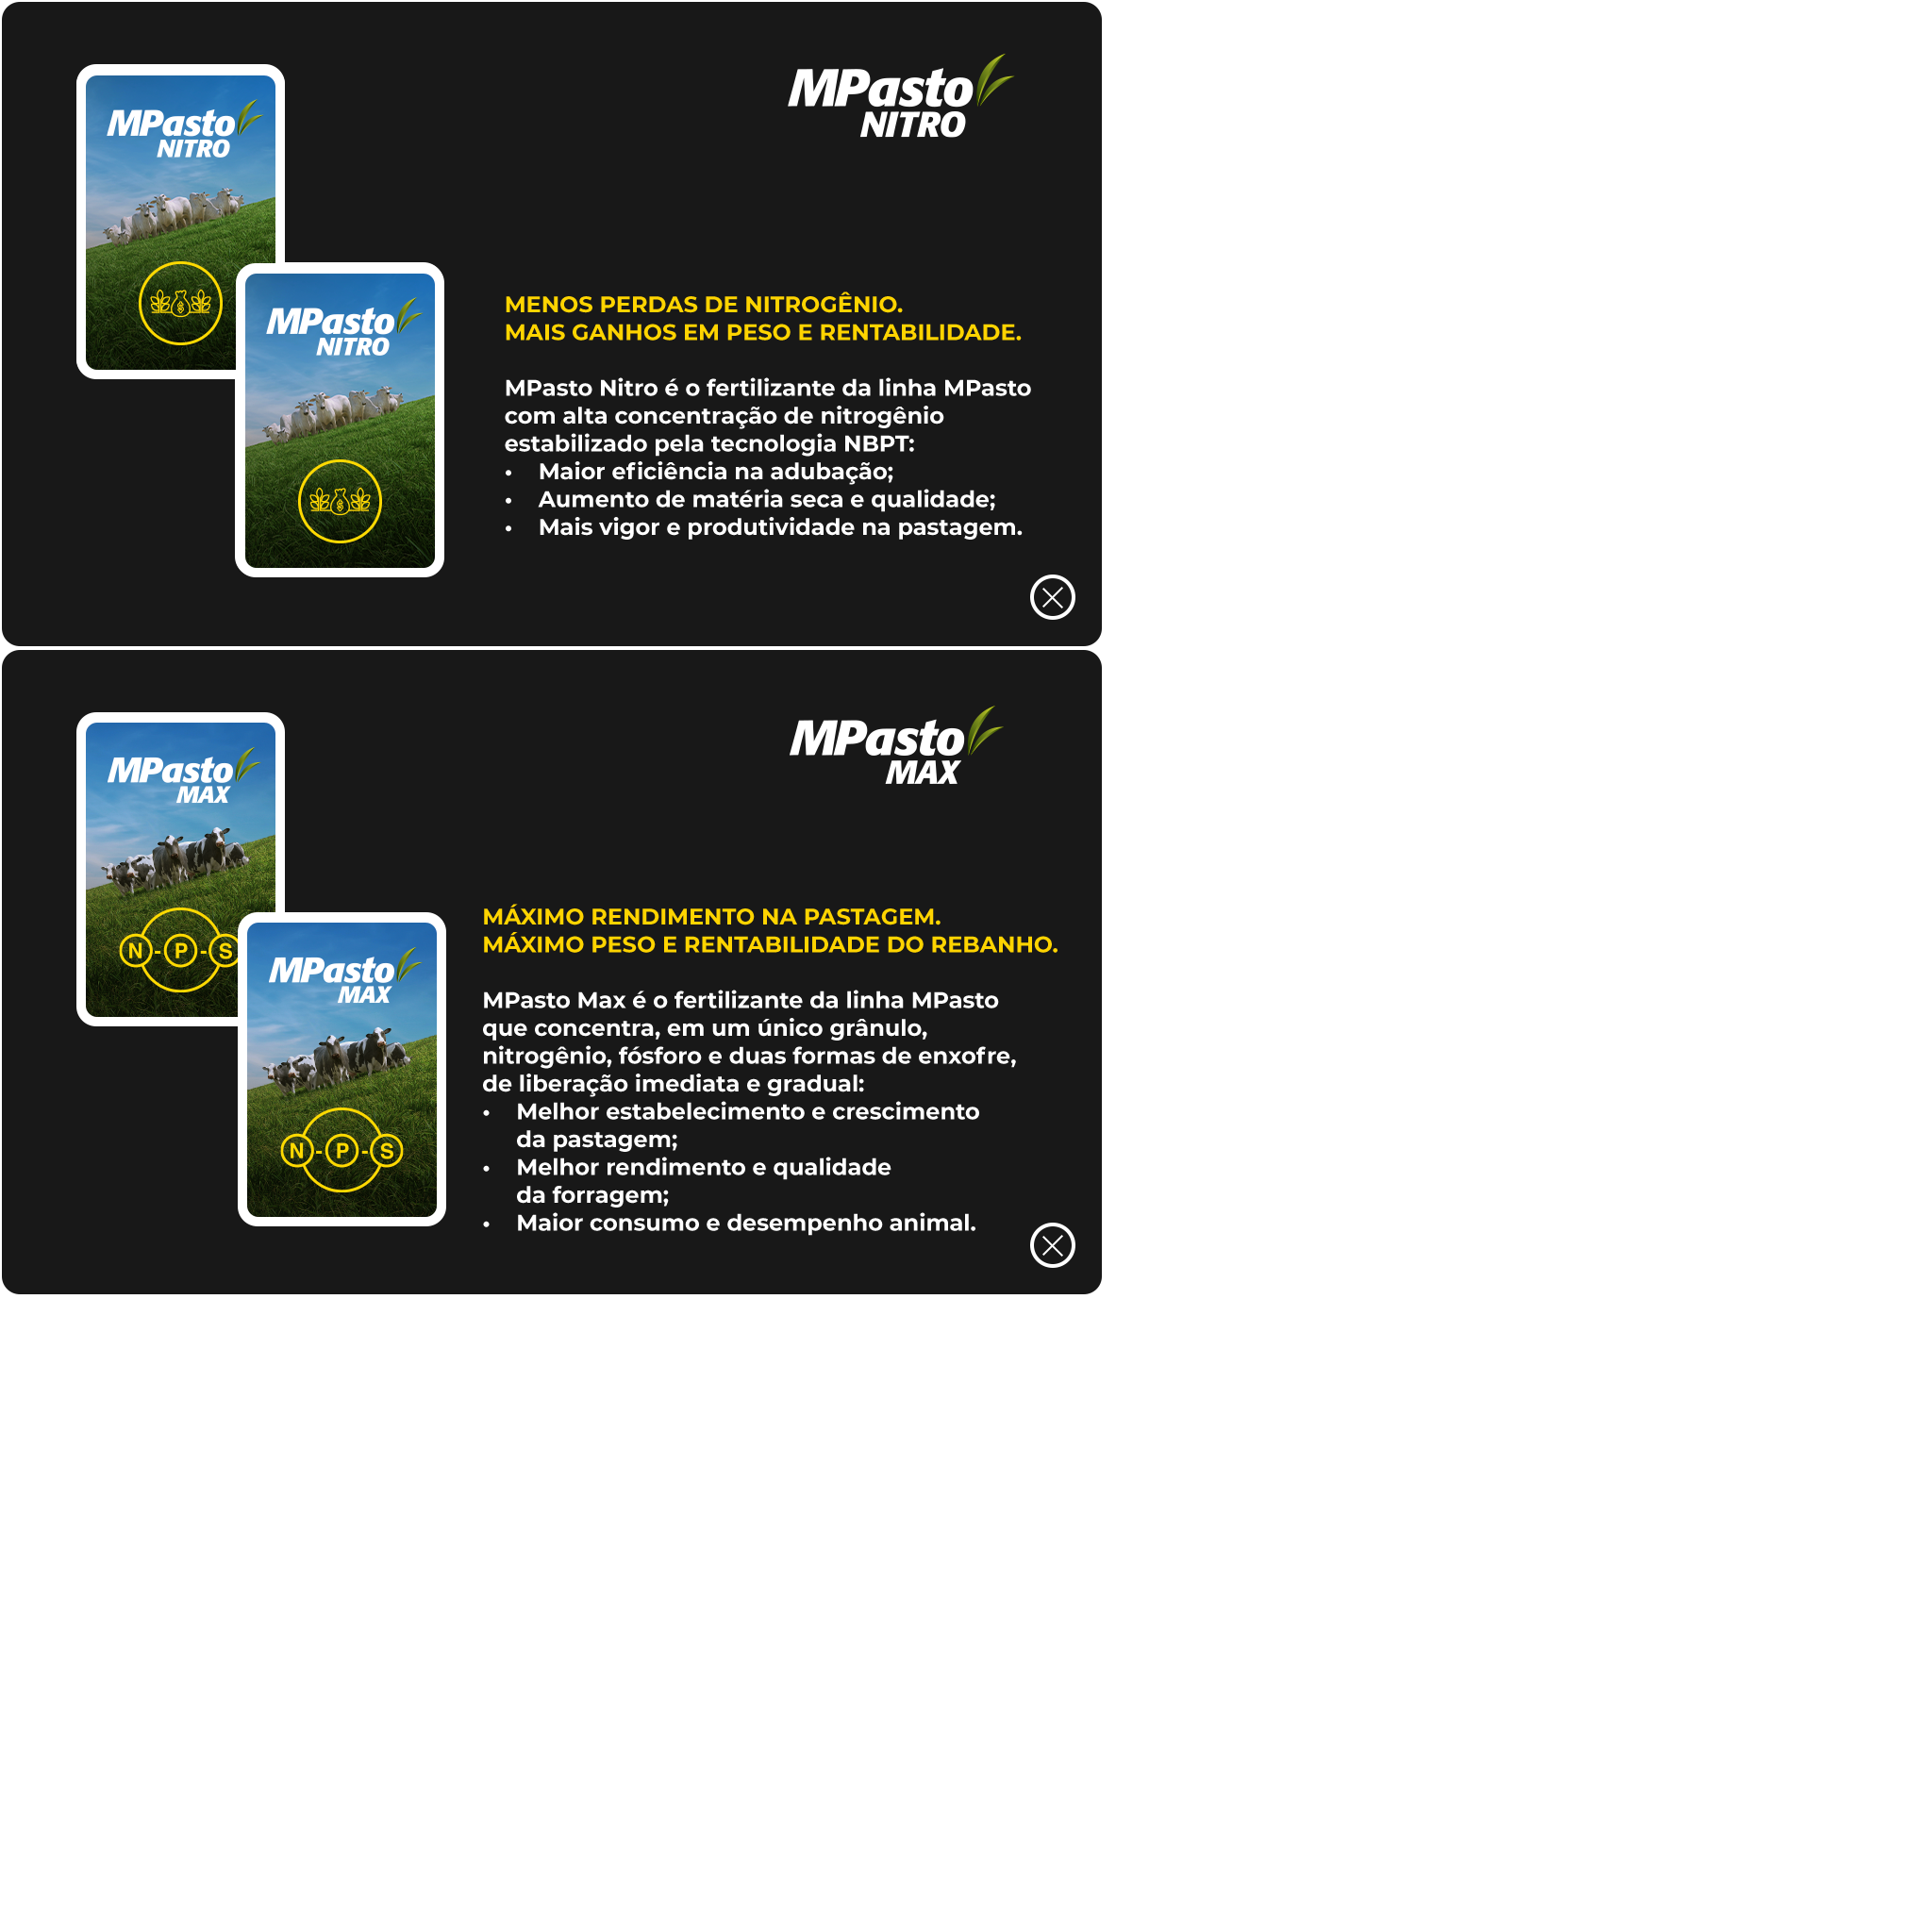 MPasto
NITRO
MPasto
NITRO
MPasto
NITRO
MENOS PERDAS DE NITROGÊNIO.
MAIS GANHOS EM PESO E RENTABILIDADE.
MPasto Nitro é o fertilizante da linha MPasto
com alta concentração de nitrogênio
estabilizado pela tecnologia NBPT:
• Maior eficiência na adubação;
• Aumento de matéria seca e qualidade;
• Mais vigor e produtividade na pastagem.
MPasto
MAX
MPasto
MAX
N-P-S
MPasto
MAX
N-P-S
MÁXIMO RENDIMENTO NA PASTAGEM.
MÁXIMO PESO E RENTABILIDADE DO REBANHO.
MPasto Max é o fertilizante da linha MPasto
que concentra, em um único grânulo,
nitrogênio, fósforo e duas formas de enxofre,
de liberação imediata e gradual:
• Melhor estabelecimento e crescimento
da pastagem;
• Melhor rendimento e qualidade
da forragem;
• Maior consumo e desempenho animal.